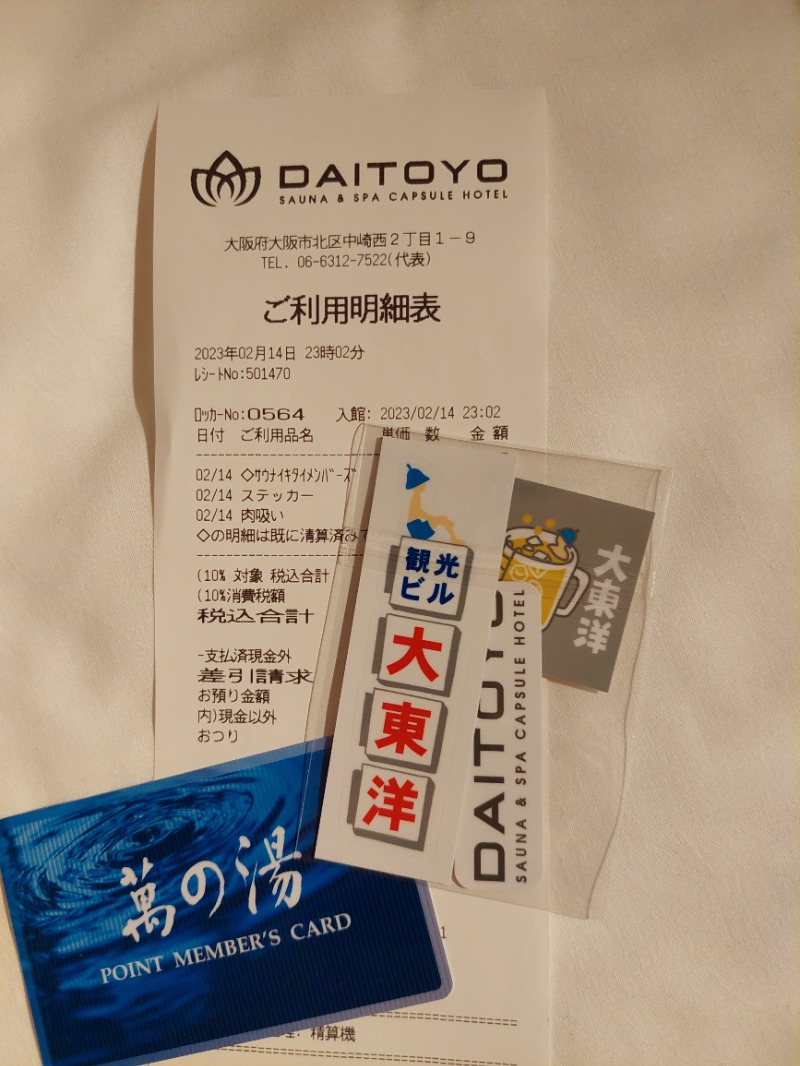 DAITOYO
SAUNA & SPA CAPSULE HOTEL
大阪府大阪市北区中崎西2丁目1-9
TEL. 06-6312-7522(代表)
ご利用明細表
2023年02月14日 23時02分
ﾚｼｰﾄNo:501470
ﾛｯｶｰNo:0564 入館: 2023/02/14 23:02
日付 ご利用品名 単価 数 金 額
02/14 ◇ｻｳﾅｲｷﾀｲﾒﾝﾊﾞｰｽﾞ
02/14 ステッカー
02/14 肉吸い
◇の明細は既に清算済みで
(10% 対象 税込合計
(10%消費税額
税込合計
-支払済現金外
差引請求
お預り金額
内)現金以外
おつり
観光
ビル
大
東
洋
大東洋
DAITOYO
SAUNA & SPA CAPSULE HOTEL
萬の湯
POINT MEMBER'S CARD
1
精算機